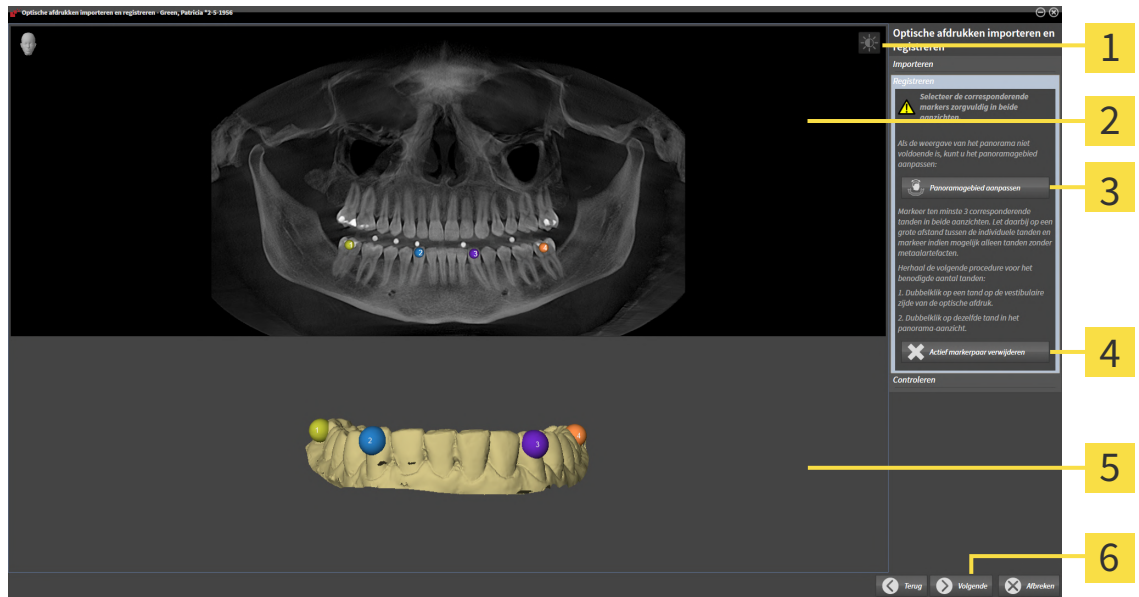 Optische afdrukken importeren en registreren - Green, Patricia *2-5-1956
Optische afdrukken importeren en
registreren
Importeren
Registreren
Selecteer de corresponderende
markers zorgvuldig in beide
aanzichten.
Als de weergave van het panorama niet
voldoende is, kunt u het panoramagebied
aanpassen:
Panoramagebied aanpassen
Markeer ten minste 3 corresponderende
tanden in beide aanzichten. Let daarbij op een
grote afstand tussen de individuele tanden en
markeer indien mogelijk alleen tanden zonder
metaalartefacten.
Herhaal de volgende procedure voor het
benodigde aantal tanden:
1. Dubbelklik op een tand op de vestibulaire
zijde van de optische afdruk.
2. Dubbelklik op dezelfde tand in het
panorama-aanzicht.
Actief markerpaar verwijderen
Controleren
1
2
3
4
1
2
3
4
Terug
Volgende
Afbreken
1
2
3
4
5
6